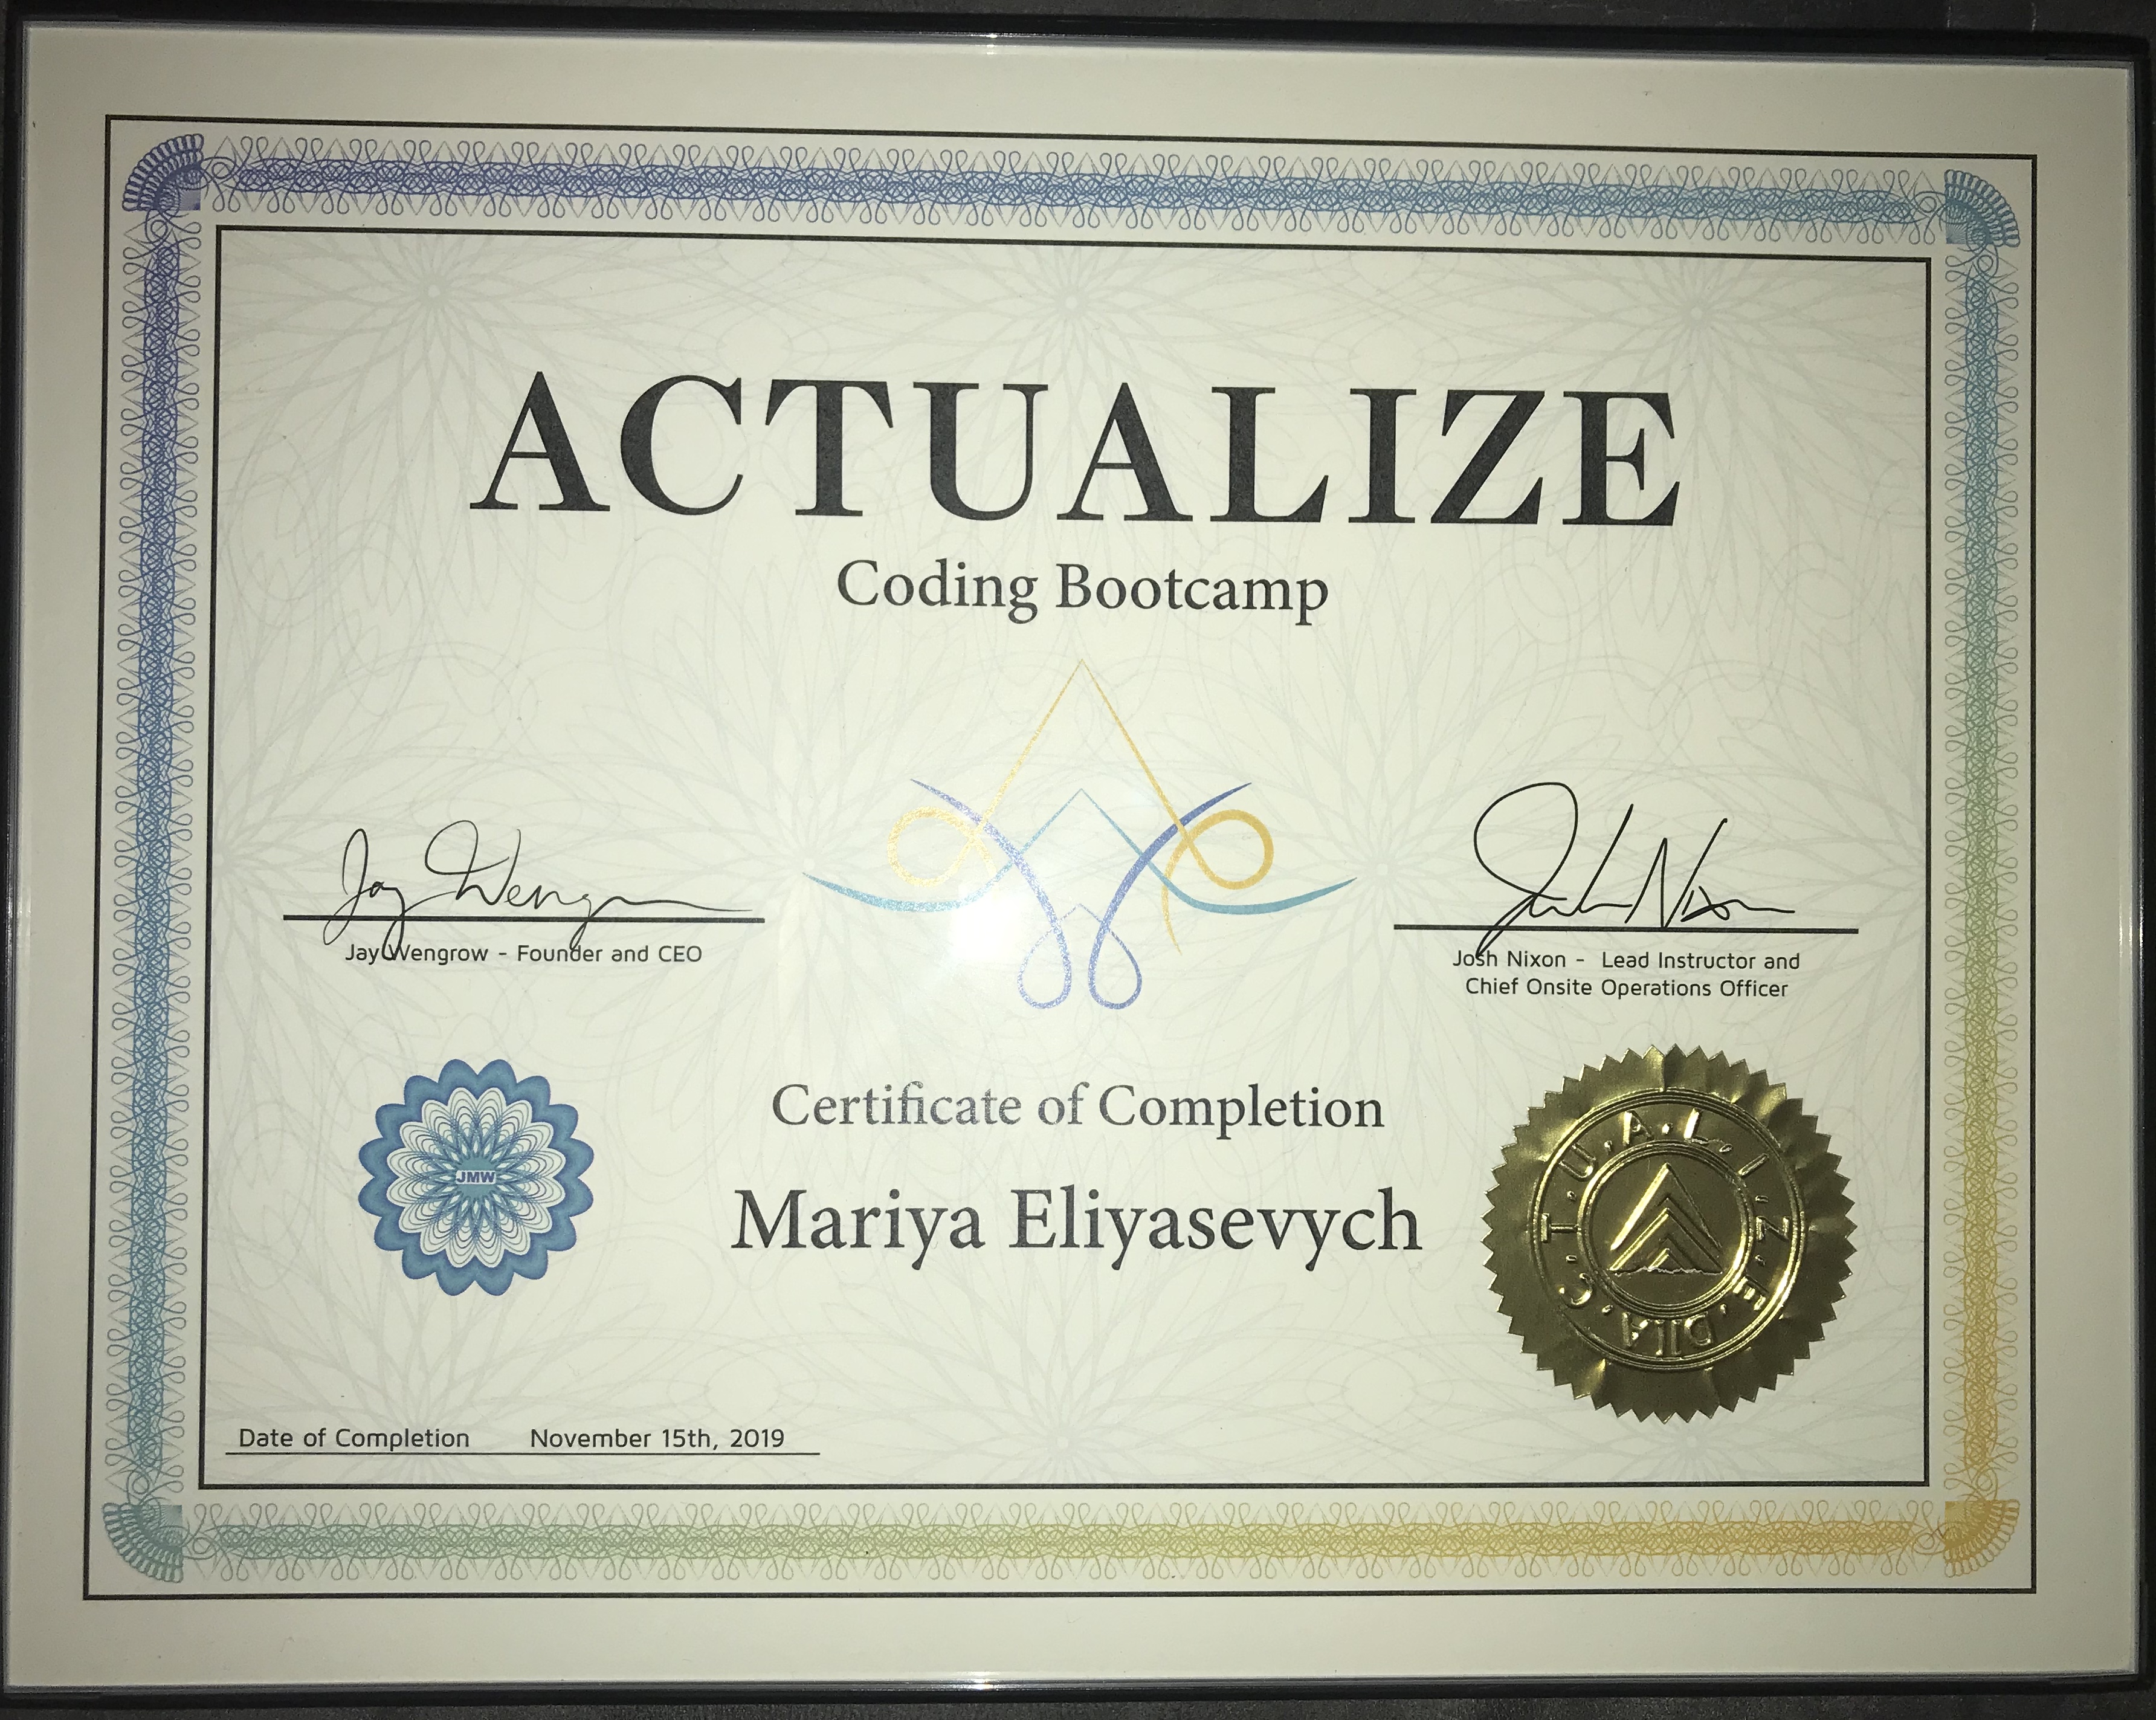 ACTUALIZE
Coding Bootcamp
Jay Wengrow
Jay Wengrow - Founder and CEO
Josh Nixon
Josh Nixon - Lead Instructor and
Chief Onsite Operations Officer
JMW
Certificate of Completion
Mariya Eliyasevych
A.C.T.U.A.L.I.Z.E.D
Date of Completion November 15th, 2019